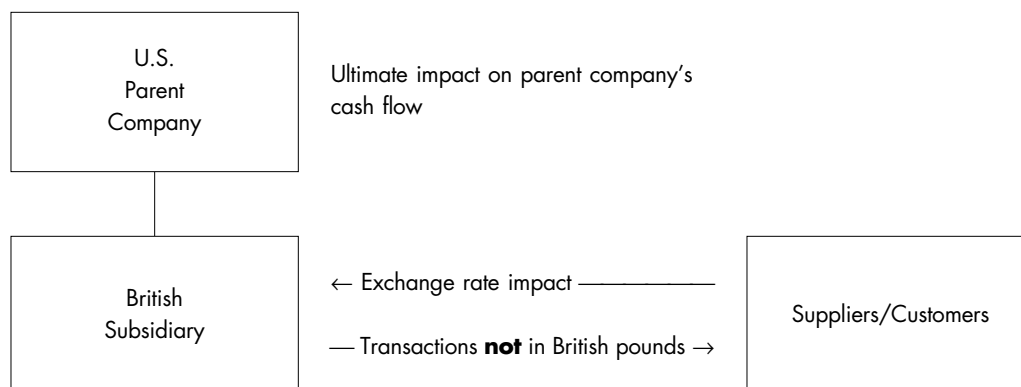 U.S.
Parent
Company
Ultimate impact on parent company's
cash flow
British
Subsidiary
← Exchange rate impact ————
— Transactions not in British pounds →
Suppliers/Customers